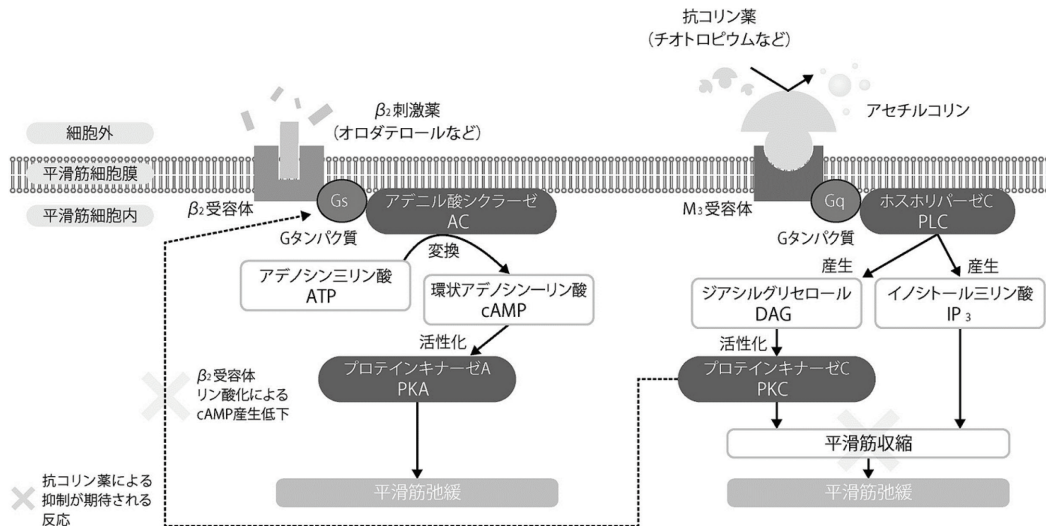 抗コリン薬
(チオトロピウムなど)
アセチルコリン
β2刺激薬
(オロダテロールなど)
細胞外
平滑筋細胞膜
平滑筋細胞内
β2受容体
Gs
アデニル酸シクラーゼ
AC
Gタンパク質
変換
アデノシン三リン酸
ATP
環状アデノシン一リン酸
cAMP
活性化
プロテインキナーゼA
PKA
平滑筋弛緩
β2受容体
リン酸化による
cAMP産生低下
抗コリン薬による
抑制が期待される
反応
M3受容体
Gq
ホスホリパーゼC
PLC
Gタンパク質
産生
産生
ジアシルグリセロール
DAG
イノシトール三リン酸
IP3
活性化
プロテインキナーゼC
PKC
平滑筋収縮
平滑筋弛緩